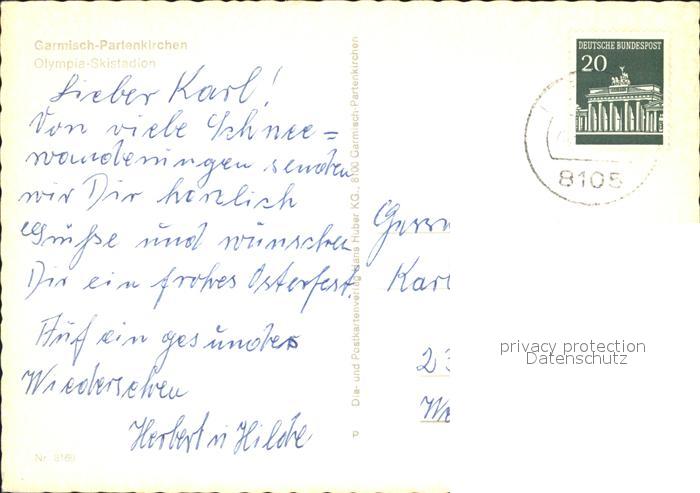 Garmisch-Partenkirchen
Olympia-Skistadion
Lieber Karl!
Von viele Schnee=
wanderungen senden
wir Dir herzlich
Grüße und wünschen
Dir ein frohes Osterfest.
Auf ein gesundes
Wiedersehen
Herbert u Hilde
Nr. 8169
Dia- und Postkartenverlag Hans Huber KG., 8100 Garmisch-Partenkirchen
P
DEUTSCHE BUNDESPOST
20
8105
Karl
23
privacy protection
Datenschutz